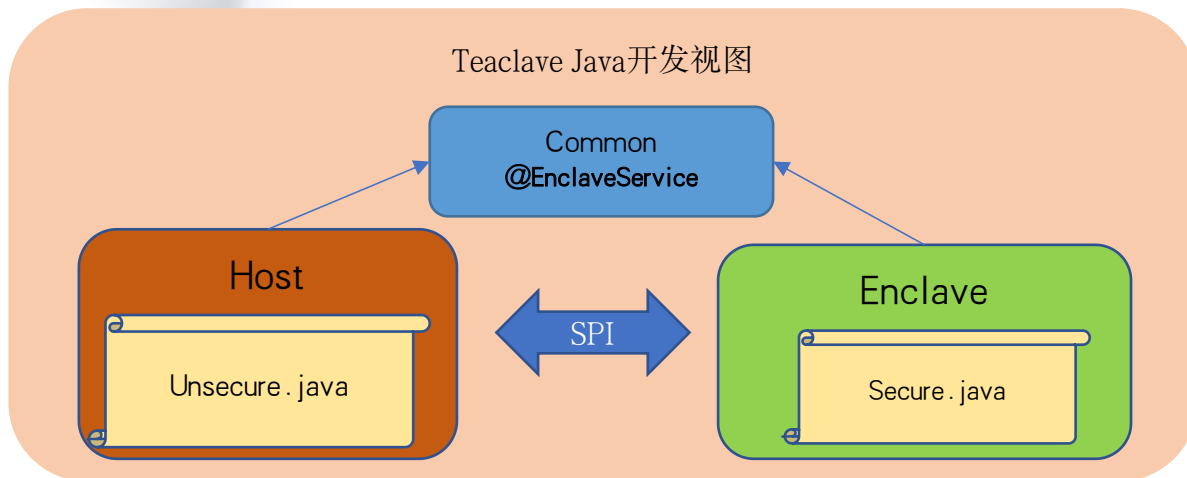 Teaclave Java开发视图
Common
@EnclaveService
Host
Enclave
SPI
Unsecure.java
Secure.java